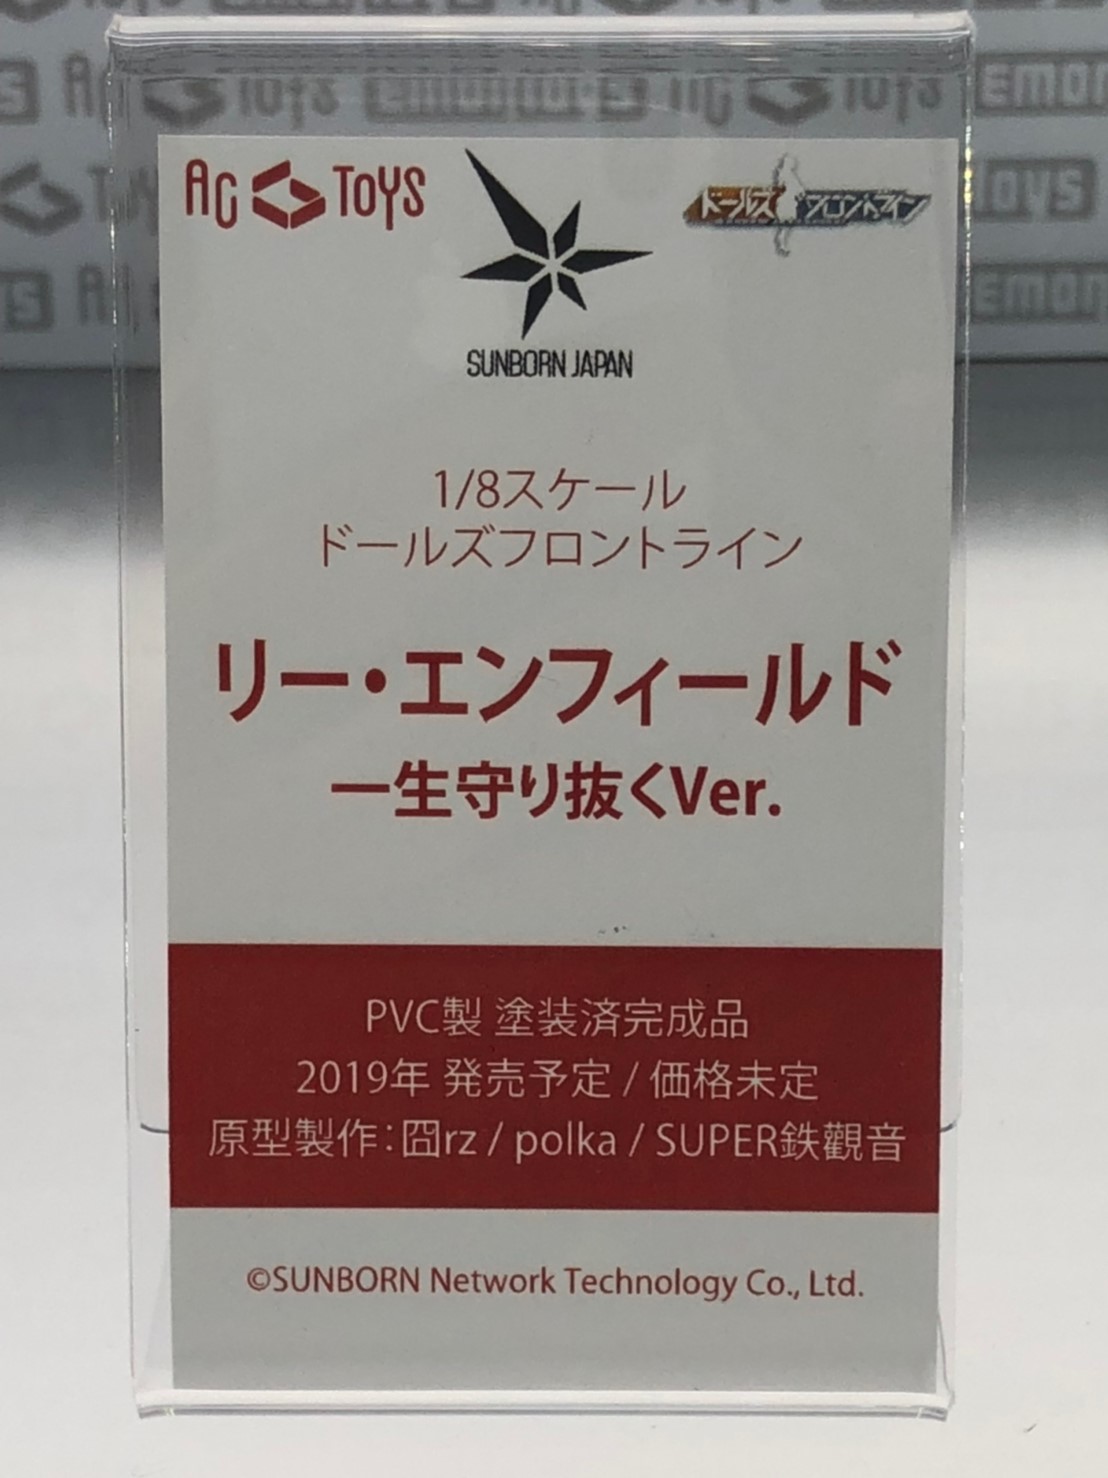 AC TOYS
SUNBORN JAPAN
ドールズフロントライン
1/8スケール
ドールズフロントライン
リー・エンフィールド
一生守り抜くVer.
PVC製 塗装済完成品
2019年 発売予定 / 価格未定
原型製作：囧rz / polka / SUPER鉄觀音
©SUNBORN Network Technology Co., Ltd.